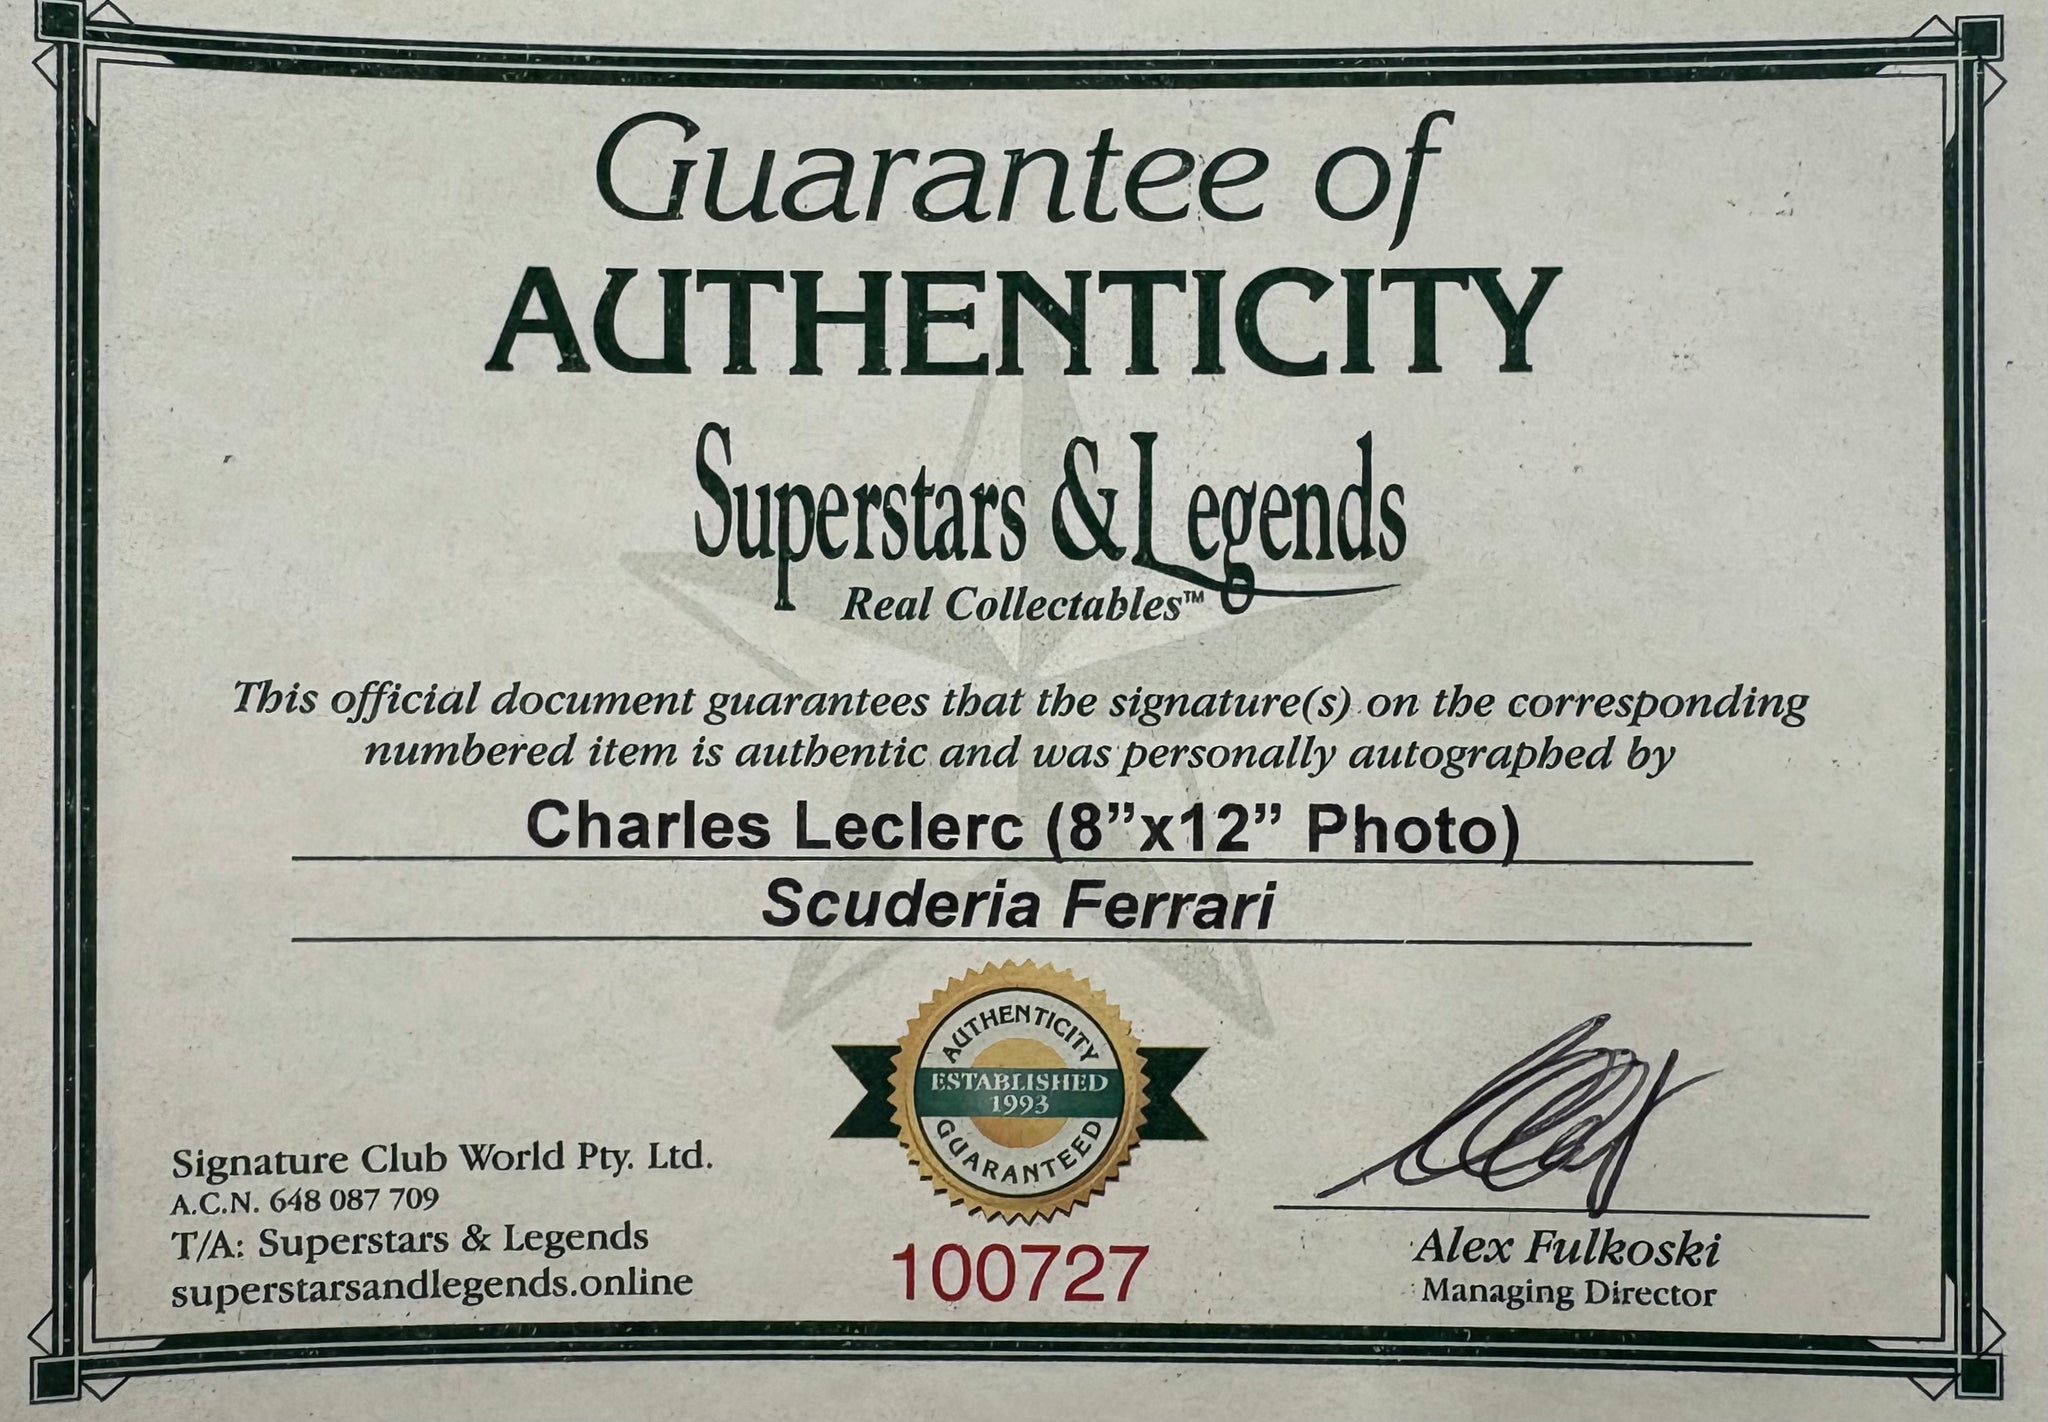 Guarantee of
AUTHENTICITY
Superstars & Legends
Real Collectables™
This official document guarantees that the signature(s) on the corresponding
numbered item is authentic and was personally autographed by
Charles Leclerc (8”x12” Photo)
Scuderia Ferrari
AUTHENTICITY
ESTABLISHED
1993
GUARANTEED
100727
Signature Club World Pty. Ltd.
A.C.N. 648 087 709
T/A: Superstars & Legends
superstarsandlegends.online
Alex Fulkoski
Managing Director